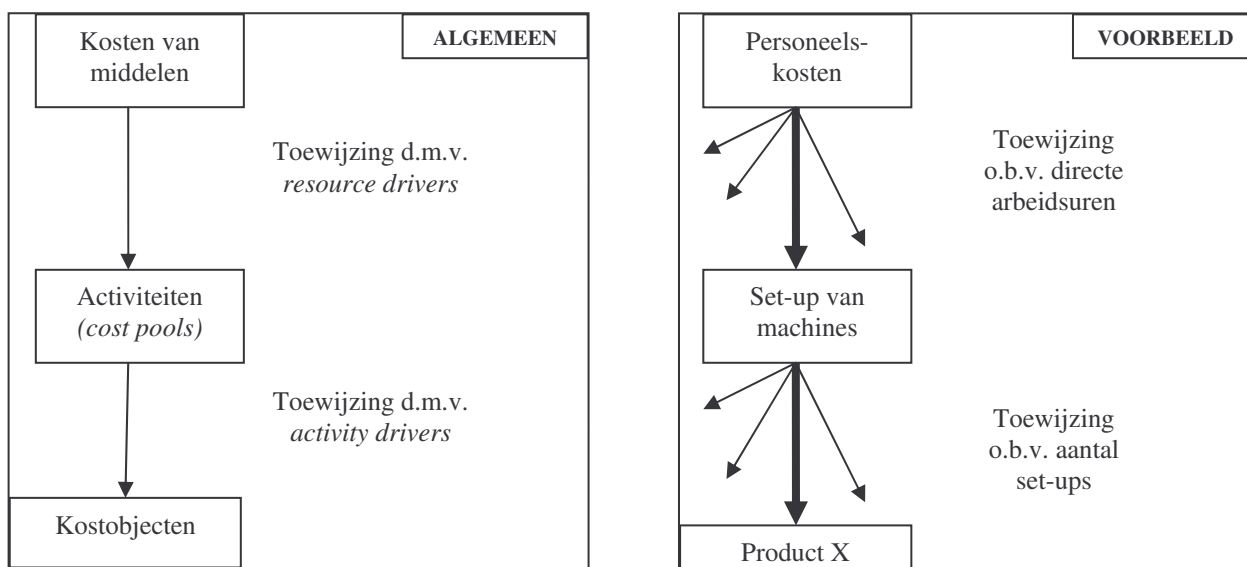 Kosten van
middelen
ALGEMEEN
Toewijzing d.m.v.
resource drivers
Activiteiten
(cost pools)
Toewijzing d.m.v.
activity drivers
Kostobjecten
Personeels-
kosten
VOORBEELD
Toewijzing
o.b.v. directe
arbeidsuren
Set-up van
machines
Toewijzing
o.b.v. aantal
set-ups
Product X